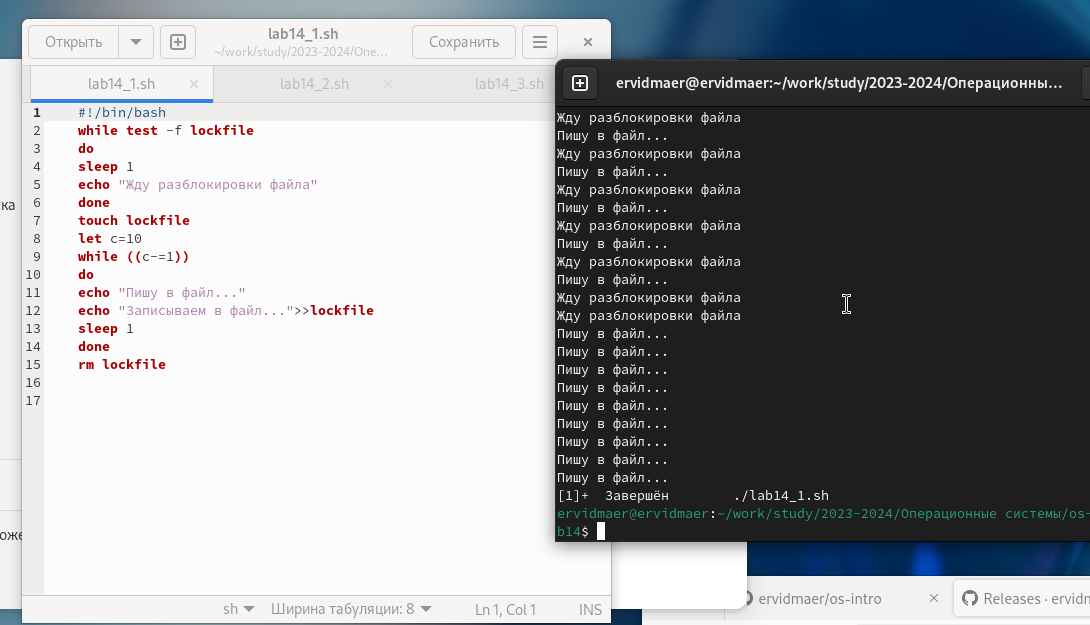 Открыть
lab14_1.sh
~/work/study/2023-2024/Опе...
Сохранить
lab14_1.sh
lab14_2.sh
lab14_3.sh
1 #!/bin/bash
2 while test -f lockfile
3 do
4 sleep 1
5 echo "Жду разблокировки файла"
6 done
7 touch lockfile
8 let c=10
9 while ((c-=1))
10 do
11 echo "Пишу в файл..."
12 echo "Записываем в файл...">>lockfile
13 sleep 1
14 done
15 rm lockfile
16
17
sh
Ширина табуляции: 8
Ln 1, Col 1
INS
ка
оже
ervidmaer@ervidmaer:~/work/study/2023-2024/Операционны...
Жду разблокировки файла
Пишу в файл...
Жду разблокировки файла
Пишу в файл...
Жду разблокировки файла
Пишу в файл...
Жду разблокировки файла
Пишу в файл...
Жду разблокировки файла
Пишу в файл...
Жду разблокировки файла
Жду разблокировки файла
Пишу в файл...
Пишу в файл...
Пишу в файл...
Пишу в файл...
Пишу в файл...
Пишу в файл...
Пишу в файл...
Пишу в файл...
Пишу в файл...
[1]+ Завершён ./lab14_1.sh
ervidmaer@ervidmaer:~/work/study/2023-2024/Операционные системы/os-
b14$
ervidmaer/os-intro
Releases · ervidm